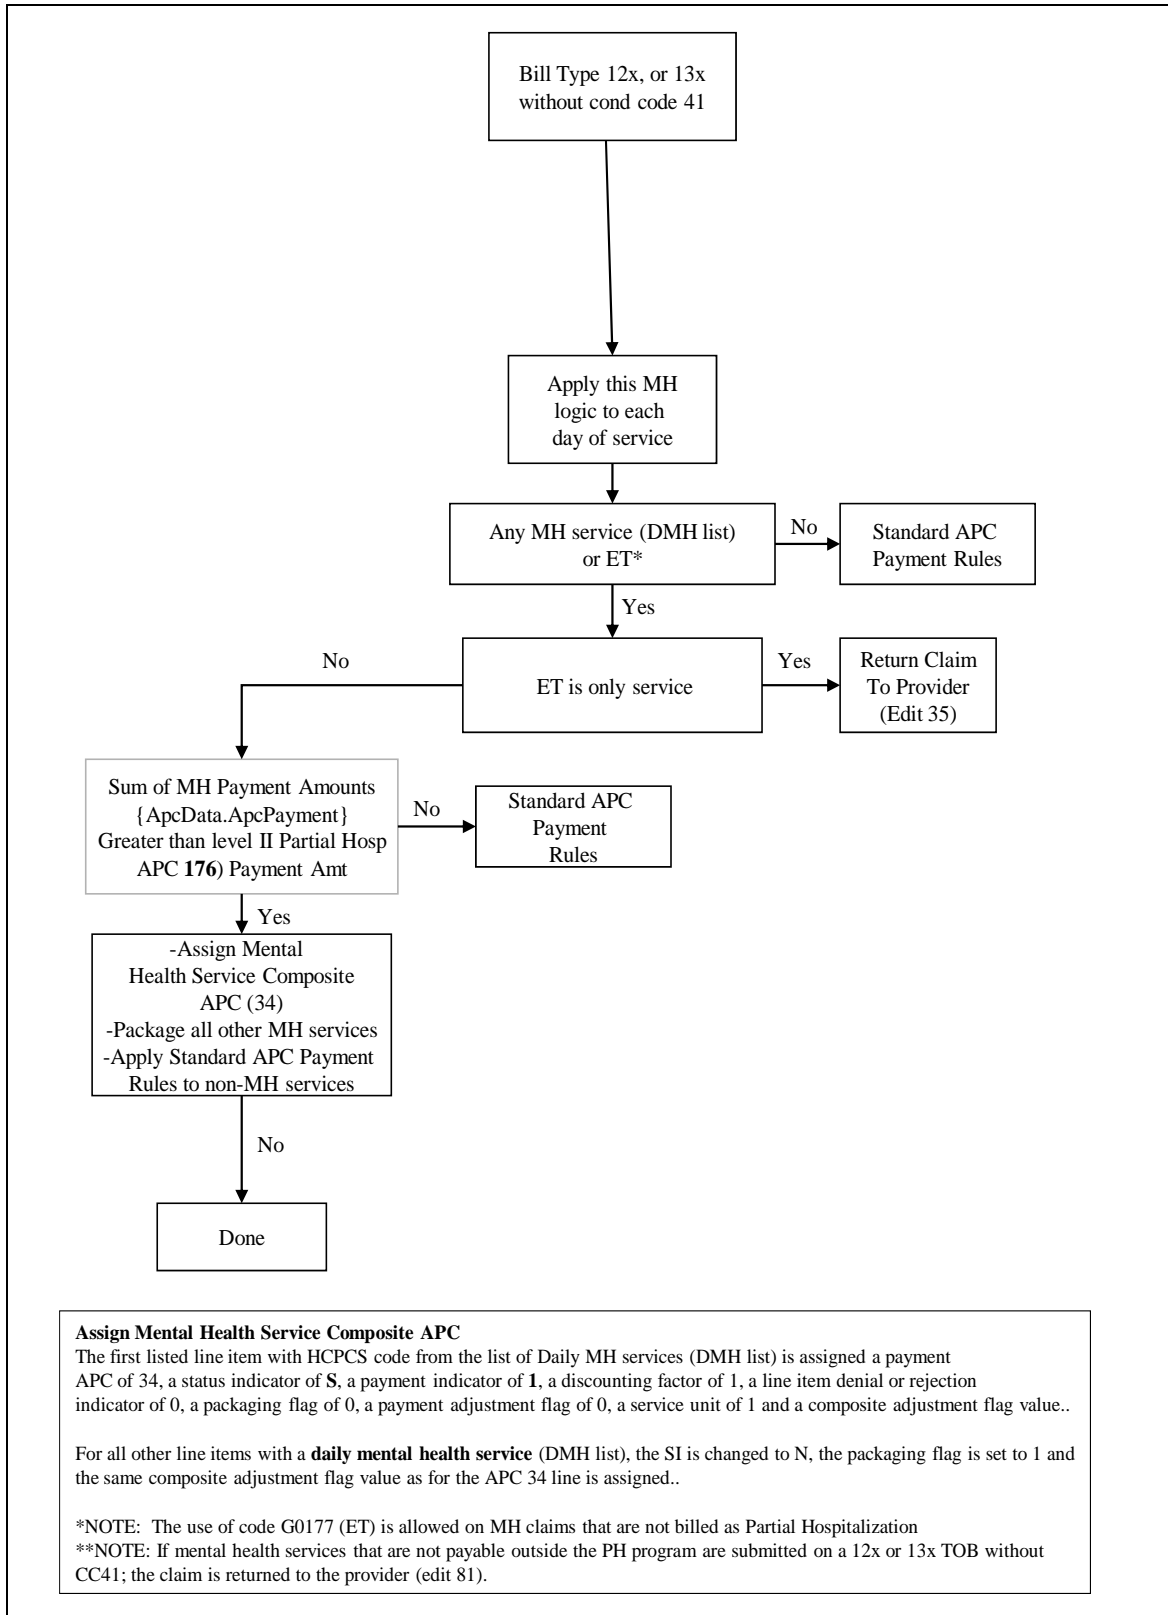 Bill Type 12x, or 13x
without cond code 41
Apply this MH
logic to each
day of service
Any MH service (DMH list)
or ET*
No
Standard APC
Payment Rules
Yes
ET is only service
Yes
Return Claim
To Provider
(Edit 35)
No
Sum of MH Payment Amounts
{ApcData.ApcPayment}
Greater than level II Partial Hosp
APC 176) Payment Amt
No
Standard APC
Payment
Rules
Yes
-Assign Mental
Health Service Composite
APC (34)
-Package all other MH services
-Apply Standard APC Payment
Rules to non-MH services
No
Done
Assign Mental Health Service Composite APC
The first listed line item with HCPCS code from the list of Daily MH services (DMH list) is assigned a payment
APC of 34, a status indicator of S, a payment indicator of 1, a discounting factor of 1, a line item denial or rejection
indicator of 0, a packaging flag of 0, a payment adjustment flag of 0, a service unit of 1 and a composite adjustment flag value..
For all other line items with a daily mental health service (DMH list), the SI is changed to N, the packaging flag is set to 1 and
the same composite adjustment flag value as for the APC 34 line is assigned..
*NOTE: The use of code G0177 (ET) is allowed on MH claims that are not billed as Partial Hospitalization
**NOTE: If mental health services that are not payable outside the PH program are submitted on a 12x or 13x TOB without
CC41; the claim is returned to the provider (edit 81).